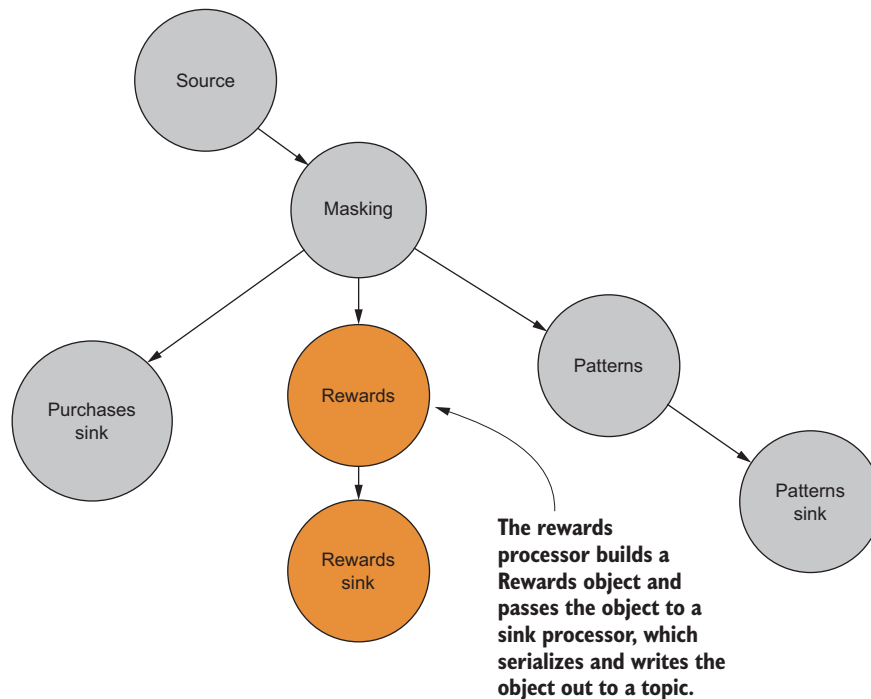 Source
Masking
Patterns
Rewards
Purchases
sink
Patterns
sink
Rewards
sink
The rewards
processor builds a
Rewards object and
passes the object to a
sink processor, which
serializes and writes the
object out to a topic.